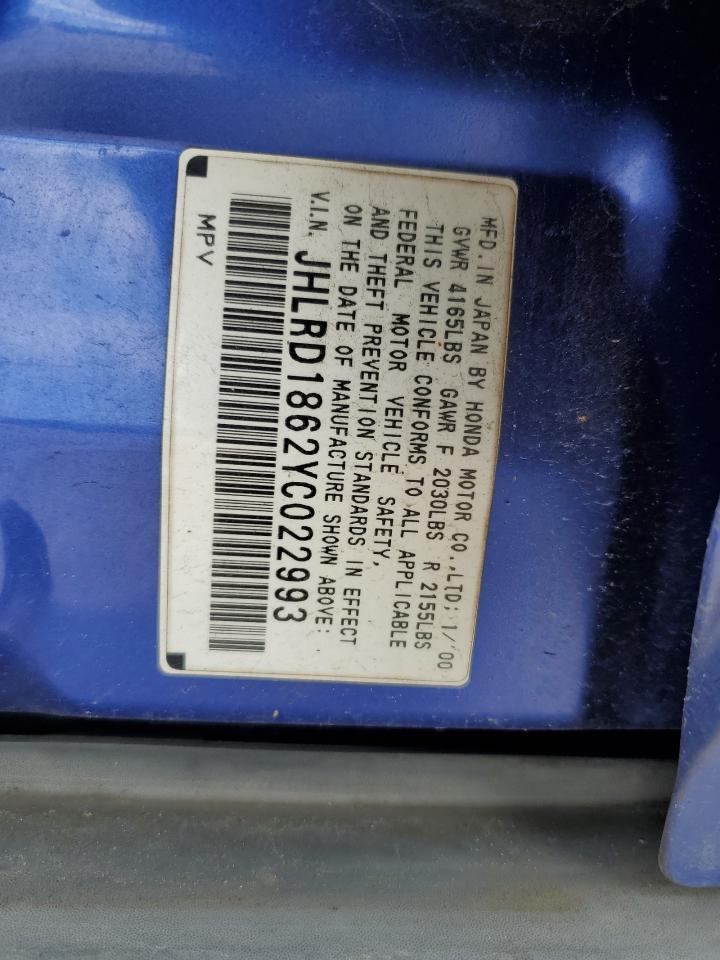 MFD. IN JAPAN BY HONDA MOTOR CO.,LTD; 1/'00
GVWR 4165LBS GAWR F 2030LBS R 2155LBS
THIS VEHICLE CONFORMS TO ALL APPLICABLE
FEDERAL MOTOR VEHICLE SAFETY,
AND THEFT PREVENTION STANDARDS IN EFFECT
ON THE DATE OF MANUFACTURE SHOWN ABOVE:
V.I.N. JHLRD1862YC022993
MPV